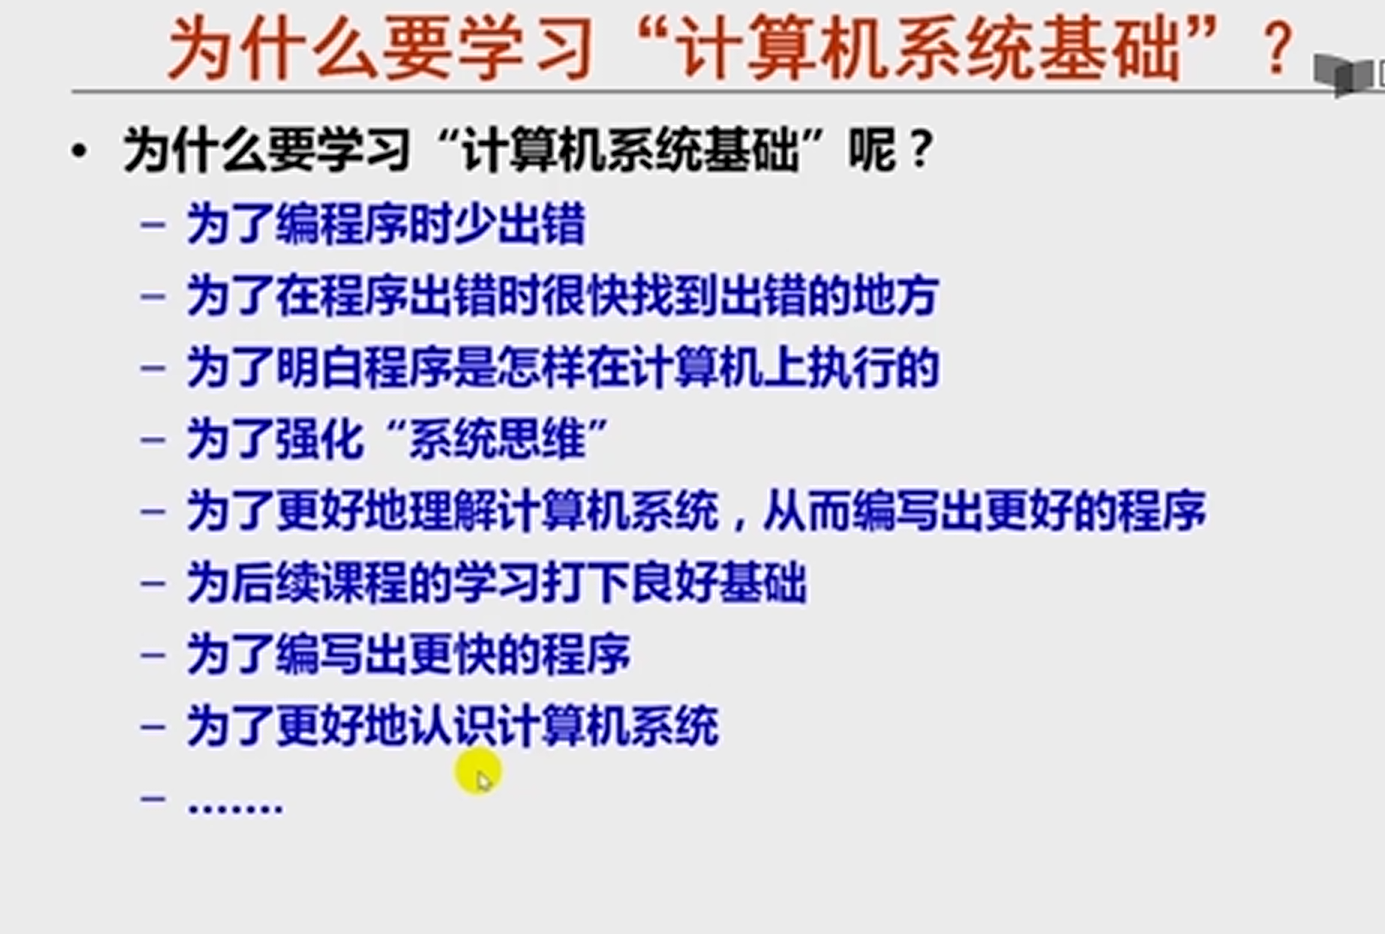 为什么要学习“计算机系统基础”？
• 为什么要学习“计算机系统基础”呢？
– 为了编程序时少出错
– 为了在程序出错时很快找到出错的地方
– 为了明白程序是怎样在计算机上执行的
– 为了强化“系统思维”
– 为了更好地理解计算机系统，从而编写出更好的程序
– 为后续课程的学习打下良好基础
– 为了编写出更快的程序
– 为了更好地认识计算机系统
– .......